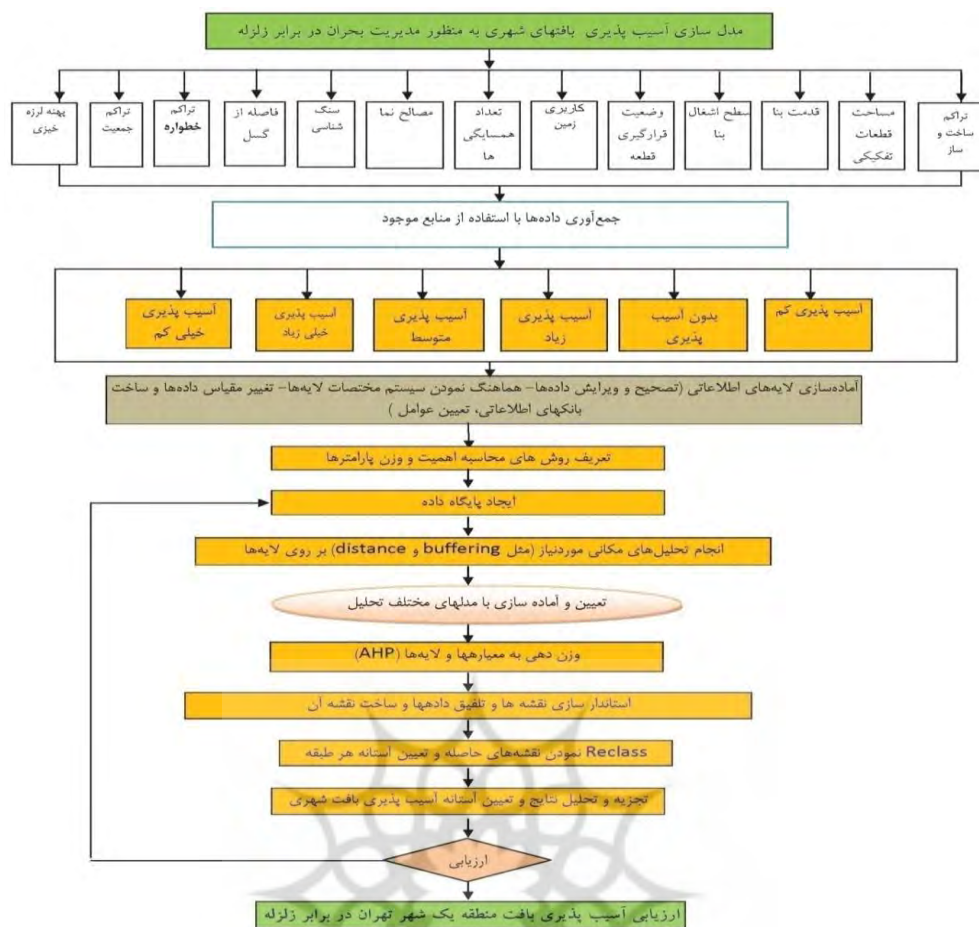 مدل سازی آسیب پذیری بافتهای شهری به منظور مدیریت بحران در برابر زلزله
تراکم
ساخت و
ساز
مساحت
قطعات
تفکیکی
قدمت بنا
سطح اشغال
بنا
وضعیت
قرارگیری
قطعه
کاربری
زمین
تعداد
همسایگی
ها
مصالح نما
سنگ
شناسی
فاصله از
گسل
تراکم
خطواره
تراکم
جمعیت
پهنه لرزه
خیزی
جمع‌آوری داده‌ها با استفاده از منابع موجود
آسیب پذیری کم
بدون آسیب
پذیری
آسیب پذیری
زیاد
آسیب پذیری
متوسط
آسیب پذیری
خیلی زیاد
آسیب پذیری
خیلی کم
آماده‌سازی لایه‌های اطلاعاتی (تصحیح و ویرایش داده‌ها- هماهنگ نمودن سیستم مختصات لایه‌ها- تغییر مقیاس داده‌ها و ساخت
بانکهای اطلاعاتی، تعیین عوامل )
تعریف روش های محاسبه اهمیت و وزن پارامترها
ایجاد پایگاه داده
انجام تحلیل‌های مکانی موردنیاز (مثل buffering و distance) بر روی لایه‌ها
تعیین و آماده سازی با مدلهای مختلف تحلیل
وزن دهی به معیارها و لایه‌ها (AHP)
استاندار سازی نقشه ها و تلفیق دادهها و ساخت نقشه آن
Reclass نمودن نقشه‌های حاصله و تعیین آستانه هر طبقه
تجزیه و تحلیل نتایج و تعیین آستانه آسیب پذیری بافت شهری
ارزیابی
ارزیابی آسیب پذیری بافت منطقه یک شهر تهران در برابر زلزله